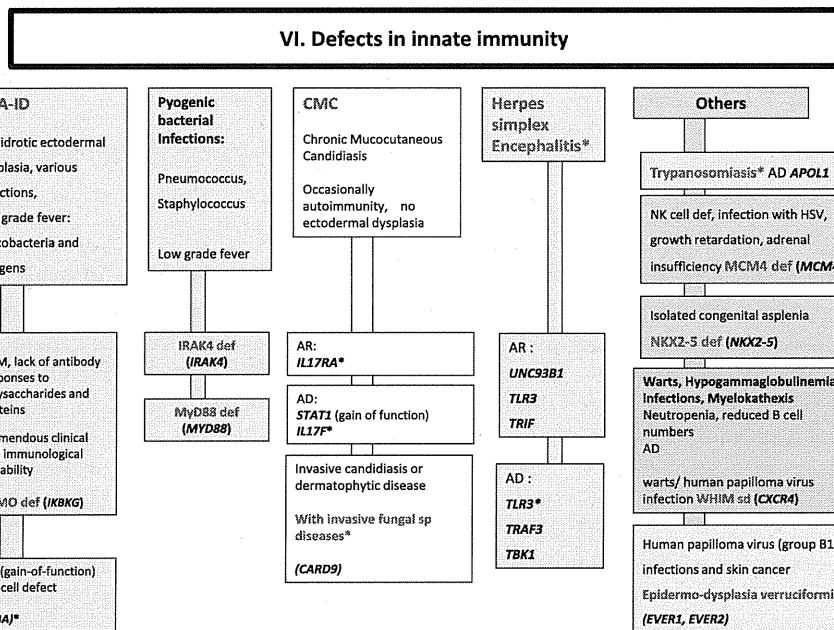 VI. Defects in innate immunity
A-ID
idrotic ectodermal
plasia, various
ctions,
grade fever:
cobacteria and
gens
M, lack of antibody
ponses to
ysaccharides and
teins
mendous clinical
immunological
ability
MO def (IKBKG)
(gain-of-function)
cell defect
BA)*
Pyogenic
bacterial
Infections:
Pneumococcus,
Staphylococcus
Low grade fever
IRAK4 def
(IRAK4)
MyD88 def
(MYD88)
CMC
Chronic Mucocutaneous
Candidiasis
Occasionally
autoimmunity, no
ectodermal dysplasia
AR:
IL17RA*
AD:
STAT1 (gain of function)
IL17F*
Invasive candidiasis or
dermatophytic disease
With invasive fungal sp
diseases*
(CARD9)
Herpes
simplex
Encephalitis*
AR :
UNC93B1
TLR3
TRIF
AD :
TLR3*
TRAF3
TBK1
Others
Trypanosomiasis* AD APOL1
NK cell def, infection with HSV,
growth retardation, adrenal
insufficiency MCM4 def (MCM4
Isolated congenital asplenia
NKX2-5 def (NKX2-5)
Warts, Hypogammaglobulinemia
infections, Myelokathexis
Neutropenia, reduced B cell
numbers
AD
warts/ human papilloma virus
infection WHIM sd (CXCR4)
Human papilloma virus (group B1
infections and skin cancer
Epidermo-dysplasia verruciformi
(EVER1, EVER2)